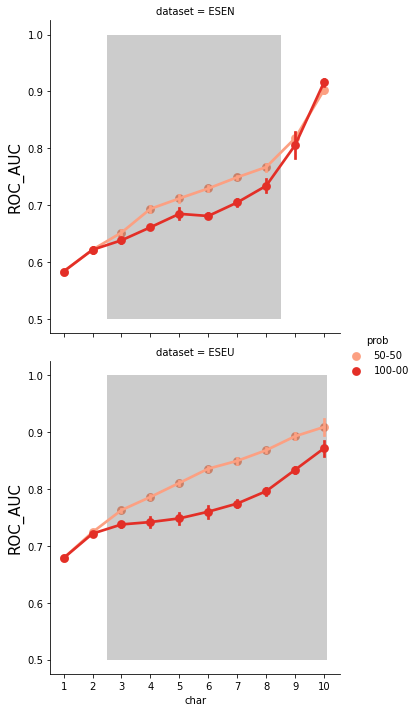 dataset = ESEN
1.0
0.9
0.8
0.7
0.6
0.5
ROC_AUC
prob
50-50
100-00
dataset = ESEU
1.0
0.9
0.8
0.7
0.6
0.5
ROC_AUC
1 2 3 4 5 6 7 8 9 10
char